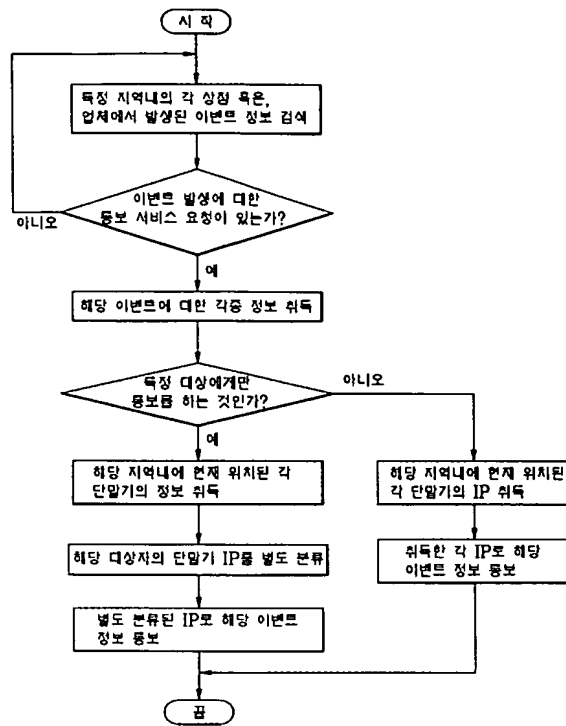 시 작
특정 지역내의 각 상점 혹은,
업체에서 발생된 이벤트 정보 검색
이벤트 발생에 대한
통보 서비스 요청이 있는가?
아니오
예
해당 이벤트에 대한 각종 정보 취득
특정 대상에게만
통보를 하는 것인가?
아니오
예
해당 지역내에 현재 위치된 각
단말기의 정보 취득
해당 지역내에 현재 위치된
각 단말기의 IP 취득
해당 대상자의 단말기 IP를 별도 분류
취득한 각 IP로 해당
이벤트 정보 통보
별도 분류된 IP로 해당 이벤트
정보 통보
끝